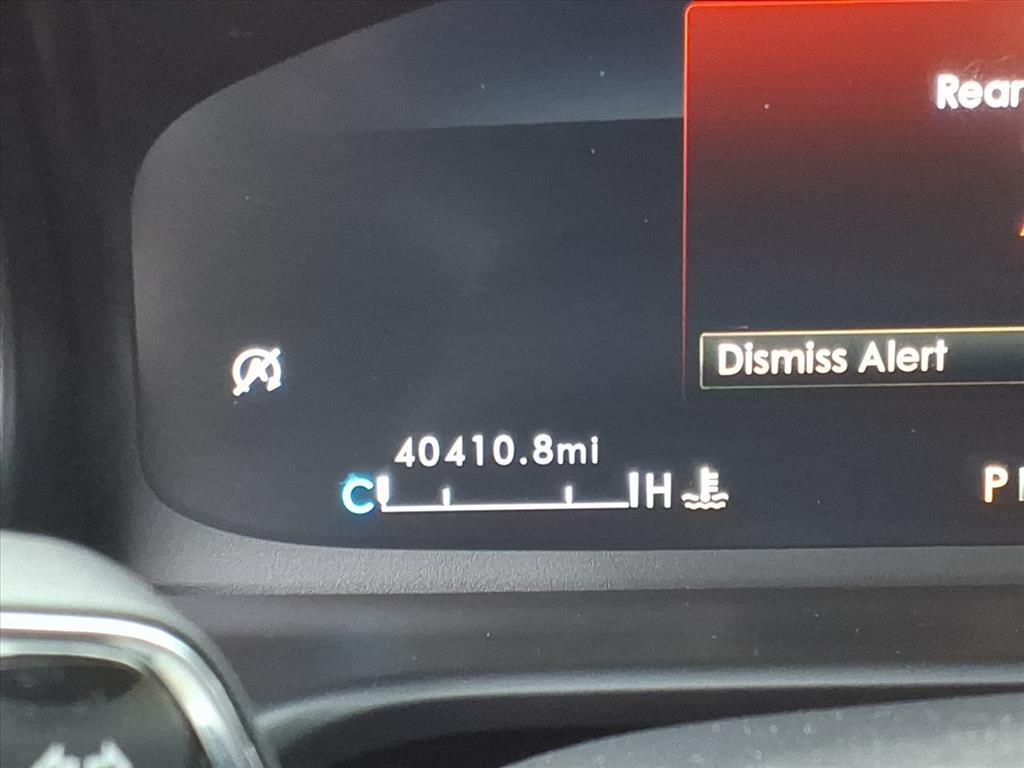 Rear
Dismiss Alert
40410.8mi
C H
P